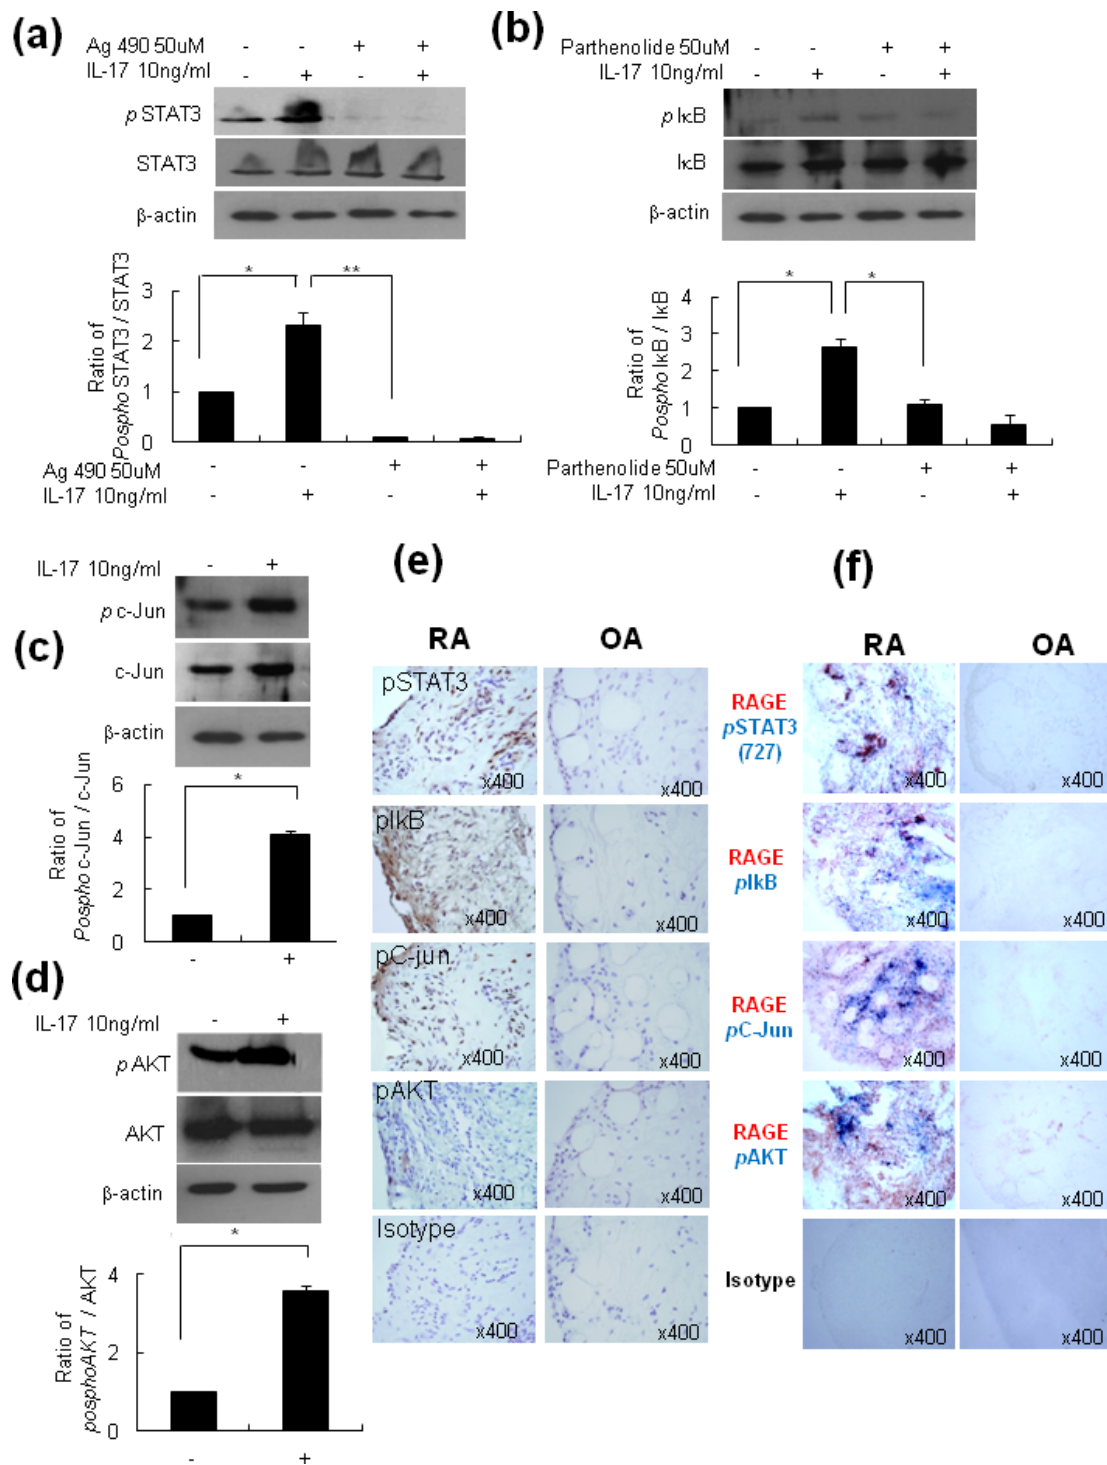 (a)
Ag 490 50uM - - + +
IL-17 10ng/ml - + - +
pSTAT3
STAT3
β-actin
* **
Ratio of
Pospho STAT3 / STAT3
3
2
1
0
Ag 490 50uM - - + +
IL-17 10ng/ml - + - +
(b)
Parthenolide 50uM - - + +
IL-17 10ng/ml - + - +
pIκB
IκB
β-actin
* *
Ratio of
Pospho IκB / IκB
4
3
2
1
0
Parthenolide 50uM - - + +
IL-17 10ng/ml - + - +
(c)
IL-17 10ng/ml - +
p c-Jun
c-Jun
β-actin
*
Ratio of
Pospho c-Jun / c-Jun
6
4
2
0
- +
(d)
IL-17 10ng/ml - +
pAKT
AKT
β-actin
*
Ratio of
posphoAKT / AKT
8
4
0
- +
(e)
RA OA
pSTAT3
x400 x400
pIkB
x400 x400
pC-jun
x400 x400
pAKT
x400 x400
Isotype
x400 x400
(f)
RA OA
RAGE
pSTAT3
(727)
x400 x400
RAGE
pIkB
x400 x400
RAGE
pC-Jun
x400 x400
RAGE
pAKT
x400 x400
Isotype
x400 x400